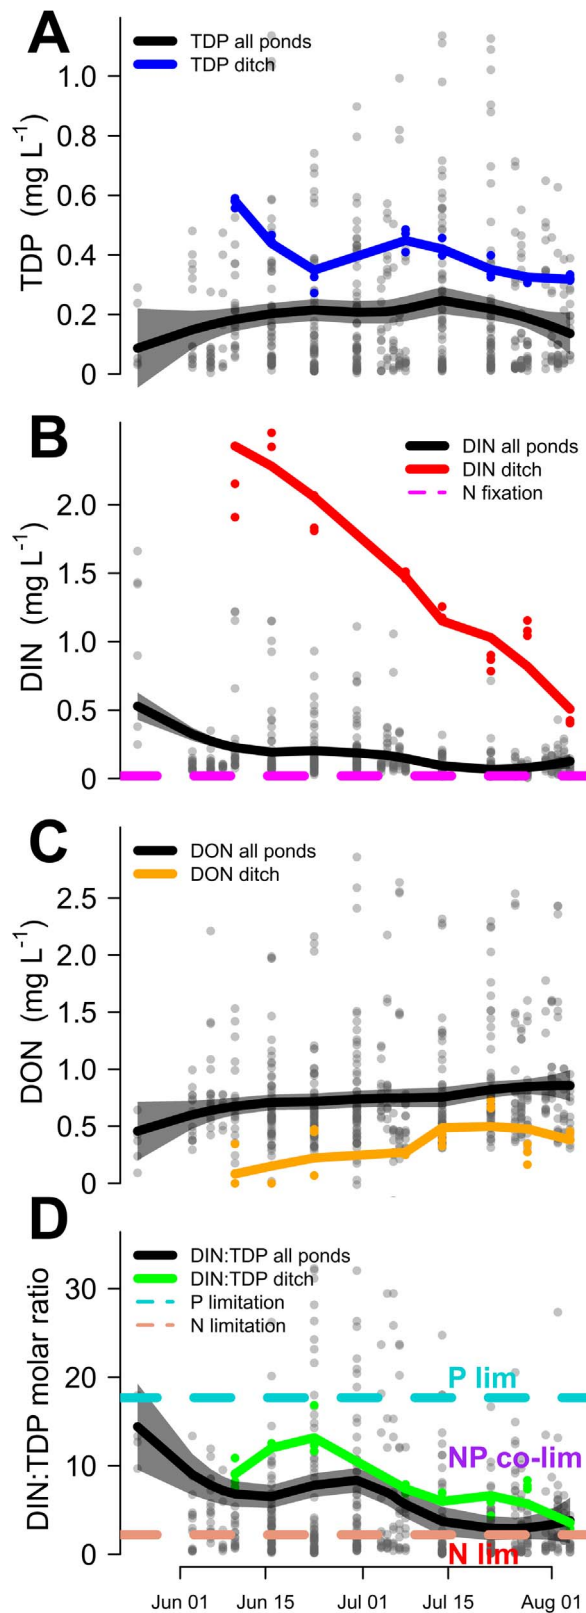 A
TDP all ponds
TDP ditch
TDP (mg L⁻¹)
1.0
0.8
0.6
0.4
0.2
0
B
DIN all ponds
DIN ditch
N fixation
DIN (mg L⁻¹)
2.0
1.5
1.0
0.5
0
C
DON all ponds
DON ditch
DON (mg L⁻¹)
2.5
2.0
1.5
1.0
0.5
0
D
DIN:TDP all ponds
DIN:TDP ditch
P limitation
N limitation
DIN:TDP molar ratio
30
20
10
0
P lim
NP co-lim
N lim
Jun 01 Jun 15 Jul 01 Jul 15 Aug 01